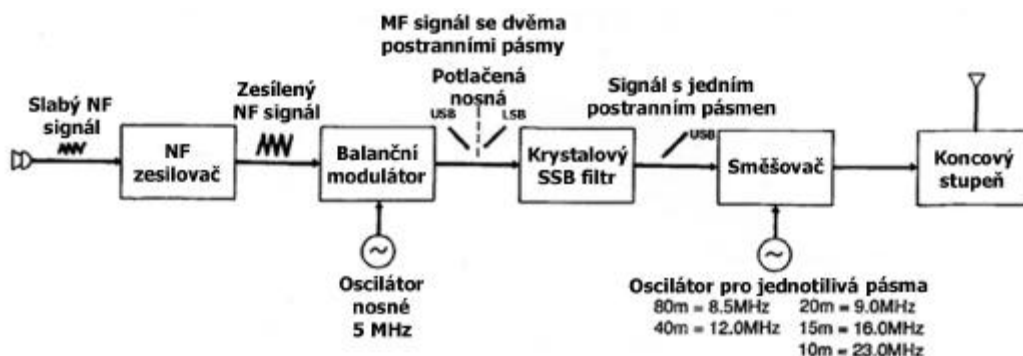 MF signál se dvěma
postranními pásmy
Potlačená
nosná
USB
LSB
Slabý NF
signál
Zesílený
NF signál
Signál s jedním
postranním pásmen
USB
NF
zesilovač
Balanční
modulátor
Krystalový
SSB filtr
Směšovač
Koncový
stupeň
Oscilátor
nosné
5 MHz
Oscilátor pro jednotilivá pásma
80m = 8.5MHz 20m = 9.0MHz
40m = 12.0MHz 15m = 16.0MHz
10m = 23.0MHz